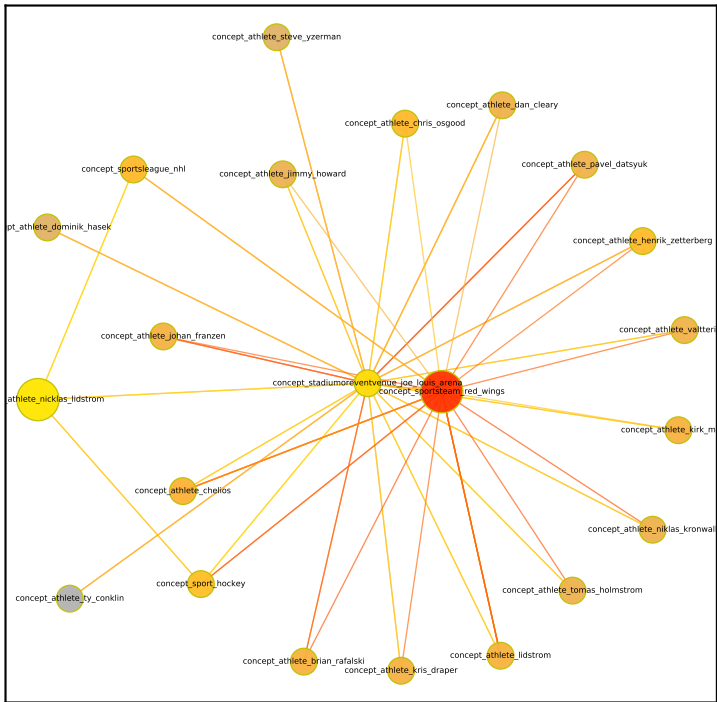 concept_athlete_steve_yzerman
concept_athlete_dan_cleary
concept_athlete_chris_osgood
concept_athlete_pavel_datsyuk
concept_sportsleague_nhl
concept_athlete_jimmy_howard
pt_athlete_dominik_hasek
concept_athlete_henrik_zetterberg
concept_athlete_valtteri
concept_athlete_johan_franzen
concept_stadiumoreventvenue_joe_louis_arena
concept_sportsteam_red_wings
athlete_nicklas_lidstrom
concept_athlete_kirk_m
concept_athlete_chelios
concept_athlete_niklas_kronwall
concept_sport_hockey
concept_athlete_tomas_holmstrom
concept_athlete_ty_conklin
concept_athlete_lidstrom
concept_athlete_brian_rafalski
concept_athlete_kris_draper